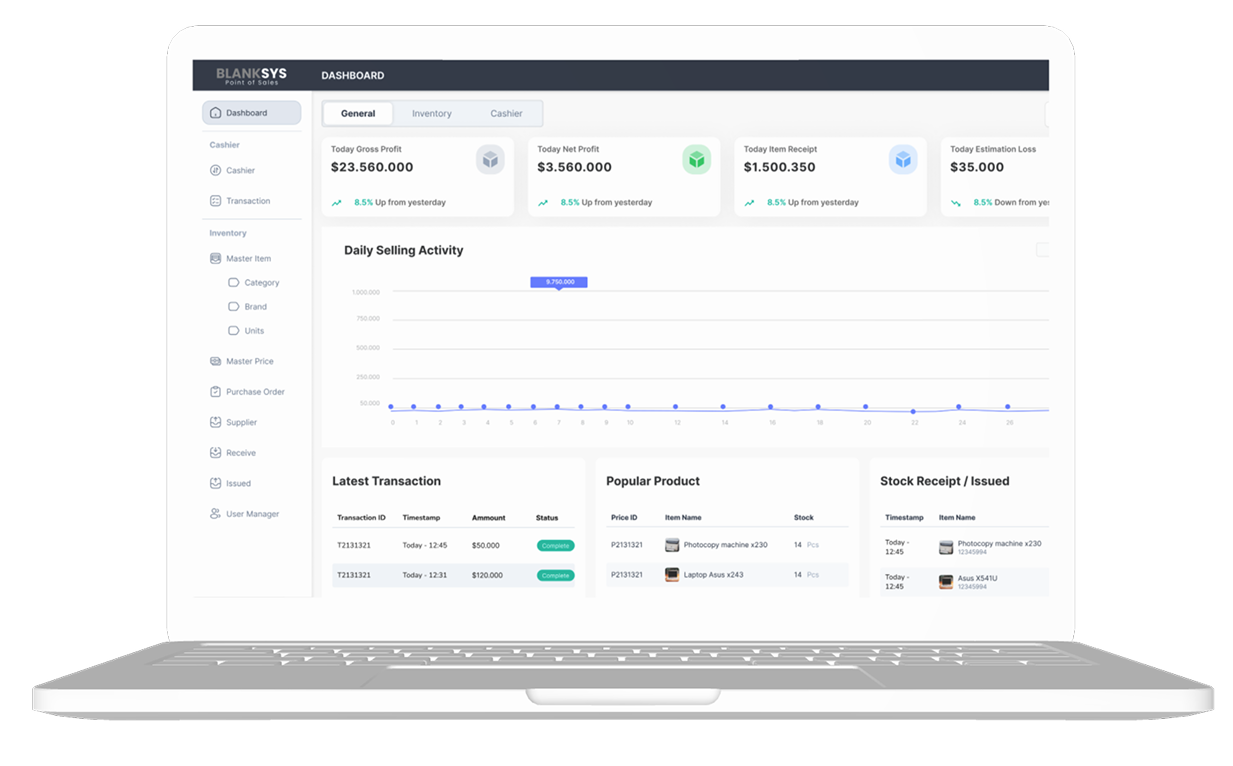 BLANKSYS
Point of Sales
DASHBOARD
Dashboard
Cashier
Cashier
Transaction
Inventory
Master Item
Category
Brand
Units
Master Price
Purchase Order
Supplier
Receive
Issued
User Manager
General Inventory Cashier
Today Gross Profit
$23.560.000
8.5% Up from yesterday
Today Net Profit
$3.560.000
8.5% Up from yesterday
Today Item Receipt
$1.500.350
8.5% Up from yesterday
Today Estimation Loss
$35.000
8.5% Down from yes
Daily Selling Activity
9.750.000
1.000.000
750.000
500.000
250.000
50.000
0 1 2 3 4 5 6 7 8 9 10 12 14 16 18 20 22 24 26
Latest Transaction
Transaction ID Timestamp Ammount Status
T2131321 Today - 12:45 $50.000 Complete
T2131321 Today - 12:31 $120.000 Complete
Popular Product
Price ID Item Name Stock
P2131321 Photocopy machine x230 14 Pcs
P2131321 Laptop Asus x243 14 Pcs
Stock Receipt / Issued
Timestamp Item Name
Today - 12:45 Photocopy machine x230
12345994
Today - 12:45 Asus X541U
12345994